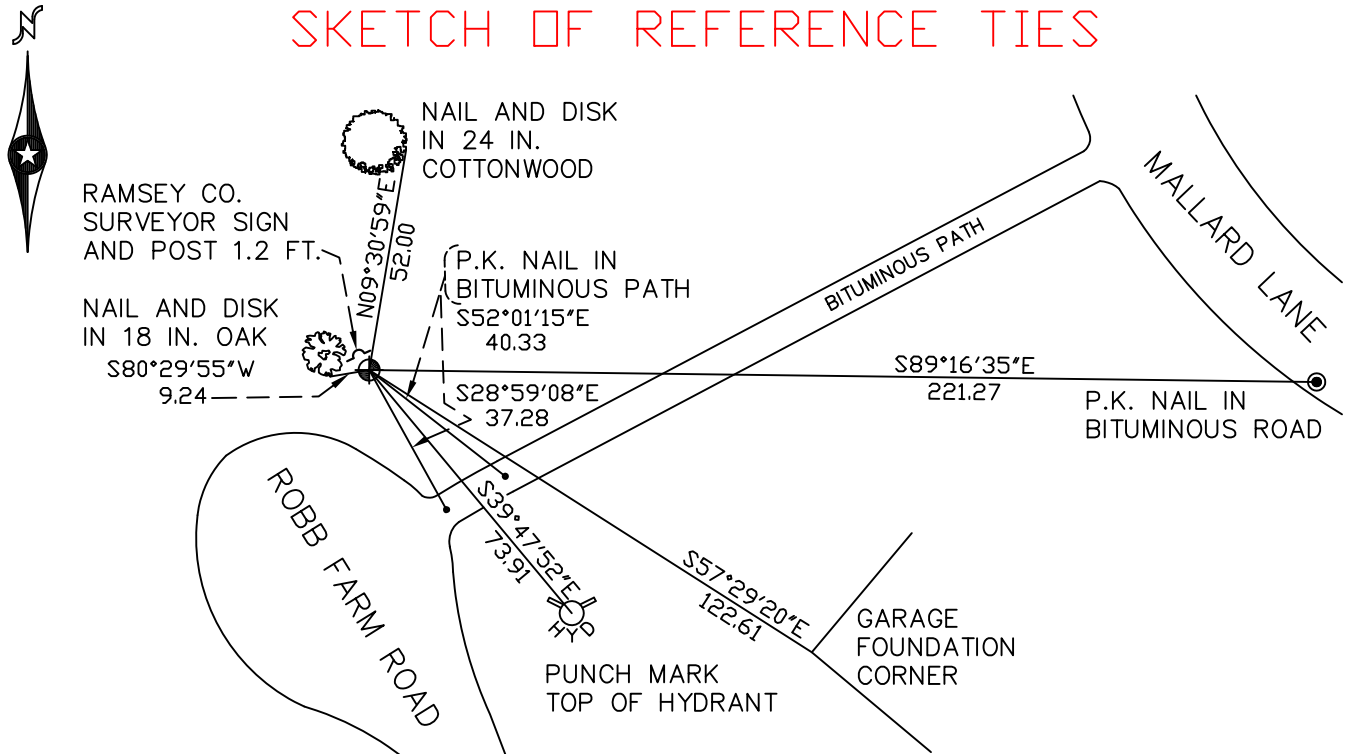 N
SKETCH OF REFERENCE TIES
NAIL AND DISK
IN 24 IN.
COTTONWOOD
RAMSEY CO.
SURVEYOR SIGN
AND POST 1.2 FT.
N09°30'59"E
52.00
P.K. NAIL IN
BITUMINOUS PATH
S52°01'15"E
40.33
NAIL AND DISK
IN 18 IN. OAK
S80°29'55"W
9.24
S28°59'08"E
37.28
BITUMINOUS PATH
MALLARD LANE
S89°16'35"E
221.27
P.K. NAIL IN
BITUMINOUS ROAD
ROBB FARM ROAD
S39°47'52"E
73.91
HYD
PUNCH MARK
TOP OF HYDRANT
S57°29'20"E
122.61
GARAGE
FOUNDATION
CORNER